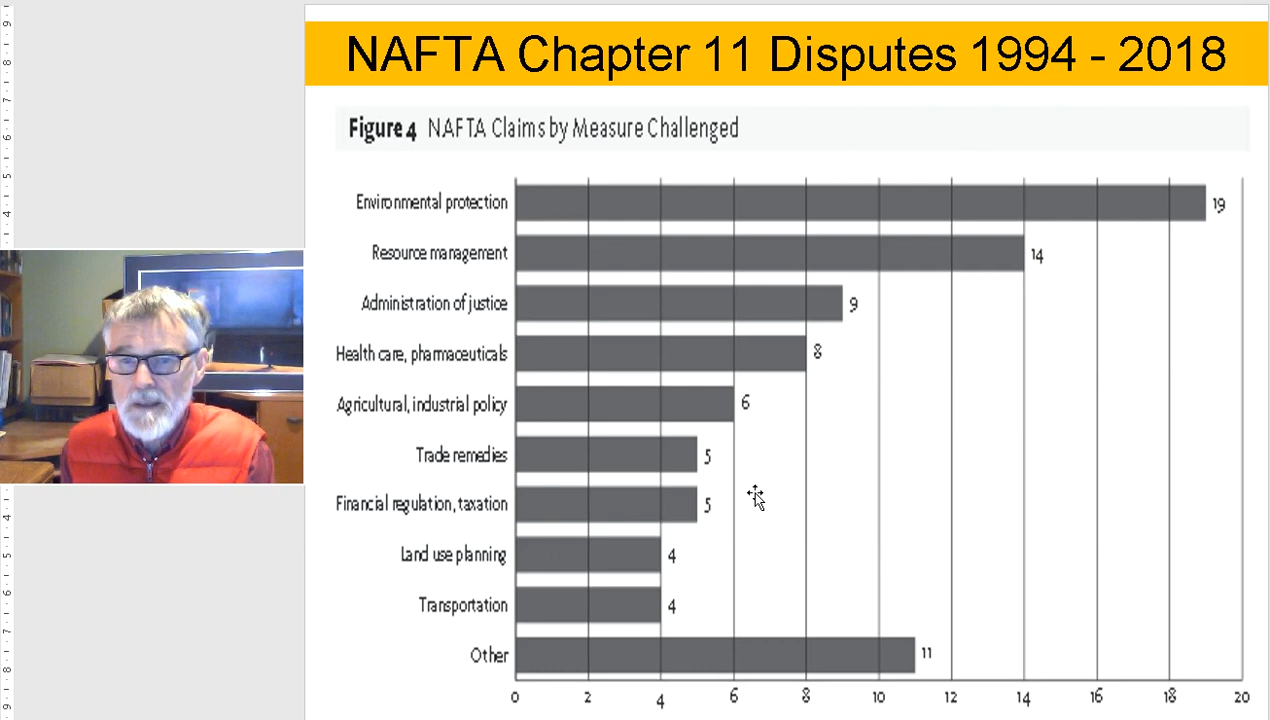 NAFTA Chapter 11 Disputes 1994 - 2018
Figure 4 NAFTA Claims by Measure Challenged
Environmental protection 19
Resource management 14
Administration of justice 9
Health care, pharmaceuticals 8
Agricultural, industrial policy 6
Trade remedies 5
Financial regulation, taxation 5
Land use planning 4
Transportation 4
Other 11
0 2 4 6 8 10 12 14 16 18 20